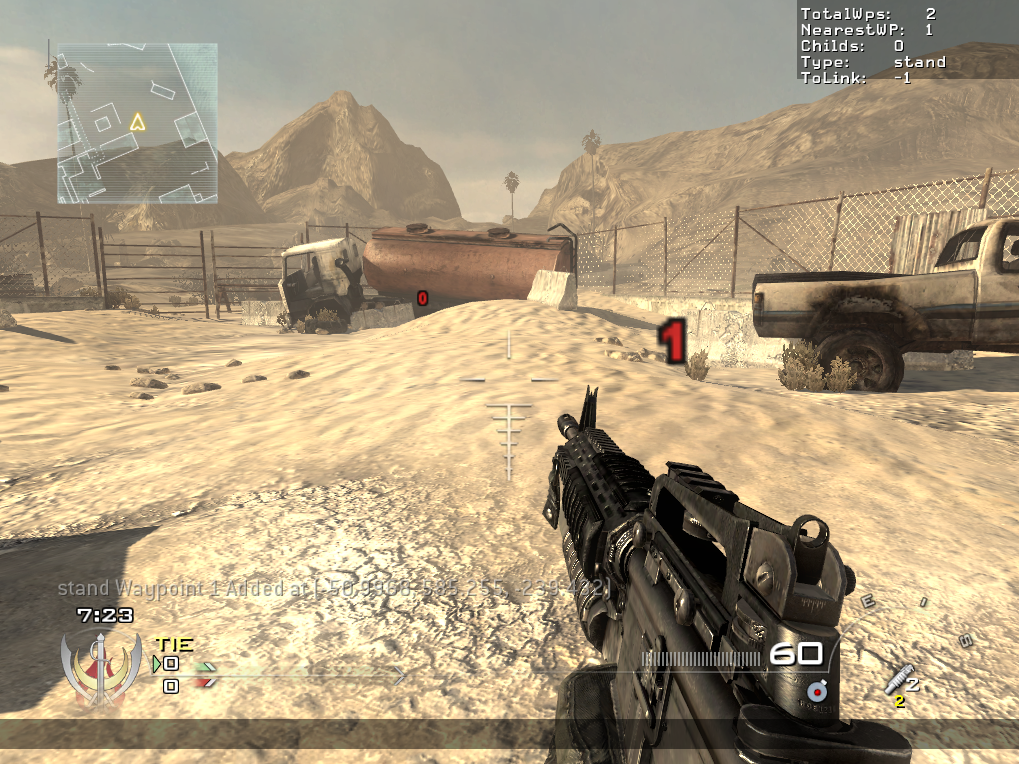 TotalWps: 2
NearestWP: 1
Childs: 0
Type: stand
ToLink: -1
0
1
stand Waypoint 1 Added at
7:23
TIE
0
0
E
S
60
2
2